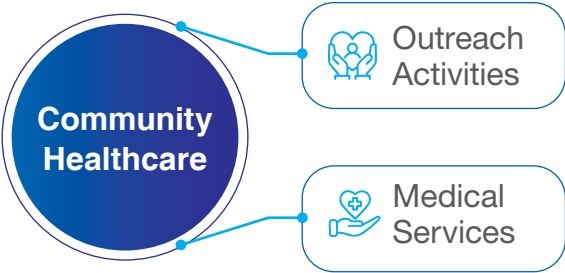 Community
Healthcare
Outreach
Activities
Medical
Services